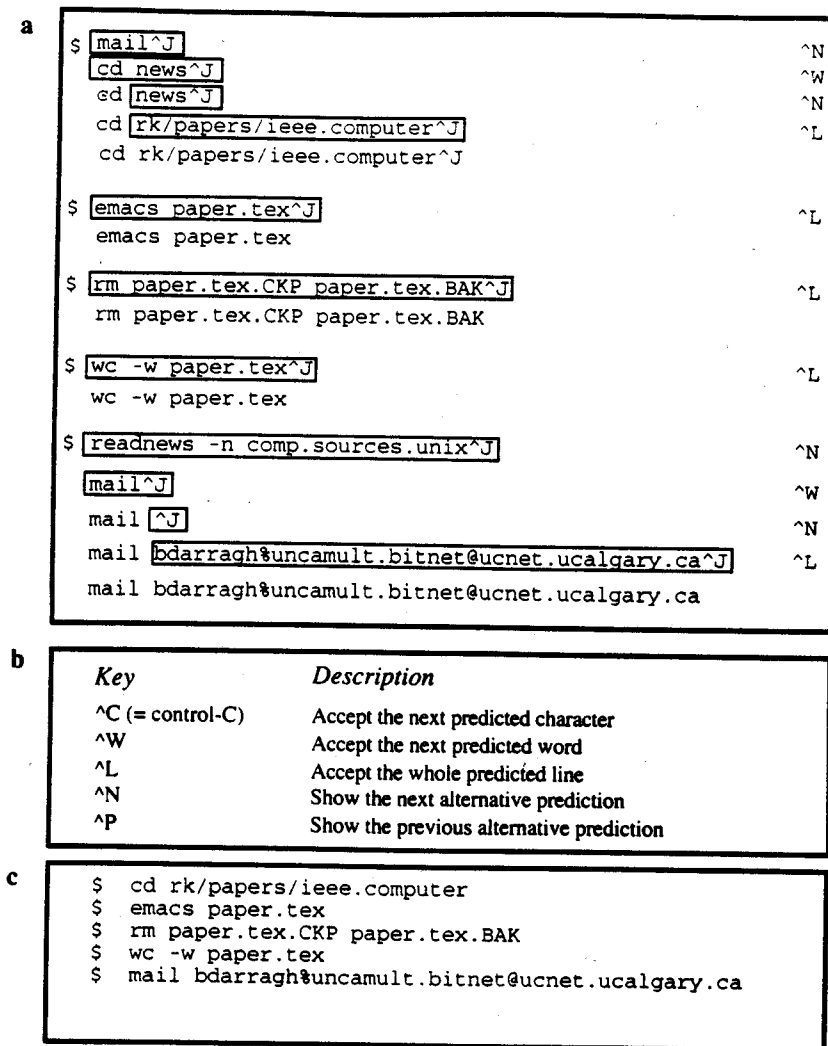 a
$ mail^J ^N
cd news^J ^W
cd news^J ^N
cd rk/papers/ieee.computer^J ^L
cd rk/papers/ieee.computer^J
$ emacs paper.tex^J ^L
emacs paper.tex
$ rm paper.tex.CKP paper.tex.BAK^J ^L
rm paper.tex.CKP paper.tex.BAK
$ wc -w paper.tex^J ^L
wc -w paper.tex
$ readnews -n comp.sources.unix^J ^N
mail^J ^W
mail ^J ^N
mail bdarragh%uncamult.bitnet@ucnet.ucalgary.ca^J ^L
mail bdarragh%uncamult.bitnet@ucnet.ucalgary.ca
b
Key Description
^C (= control-C) Accept the next predicted character
^W Accept the next predicted word
^L Accept the whole predicted line
^N Show the next alternative prediction
^P Show the previous alternative prediction
c
$ cd rk/papers/ieee.computer
$ emacs paper.tex
$ rm paper.tex.CKP paper.tex.BAK
$ wc -w paper.tex
$ mail bdarragh%uncamult.bitnet@ucnet.ucalgary.ca